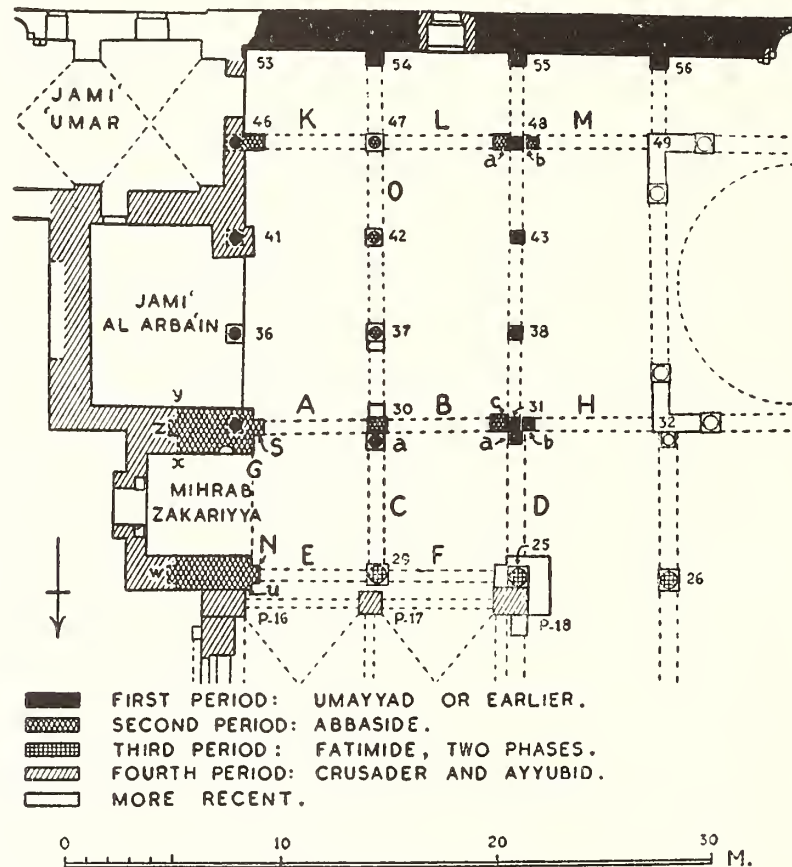 53 54 55 56
JAMI'
'UMAR
46 K 47 L 48 M
a b 49
O
41 42 43
JAMI'
AL ARBA'IN
36 37 38
y
A 30 B c 31 H
z S a a b 32
x G
MIHRAB
ZAKARIYYA
C D
N E F 25
w 29 26
u
P-16 P-17 P-18
FIRST PERIOD: UMAYYAD OR EARLIER.
SECOND PERIOD: ABBASIDE.
THIRD PERIOD: FATIMIDE, TWO PHASES.
FOURTH PERIOD: CRUSADER AND AYYUBID.
MORE RECENT.
0 10 20 30 M.